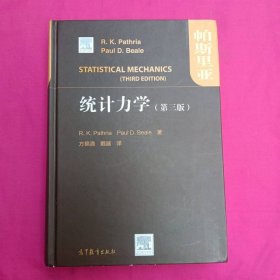 R. K. Pathria
Paul D. Beale
帕斯里亚
STATISTICAL MECHANICS
(THIRD EDITION)
统计力学（第三版）
R. K. Pathria Paul D. Beale 著
方锦清 戴越 译
高等教育出版社